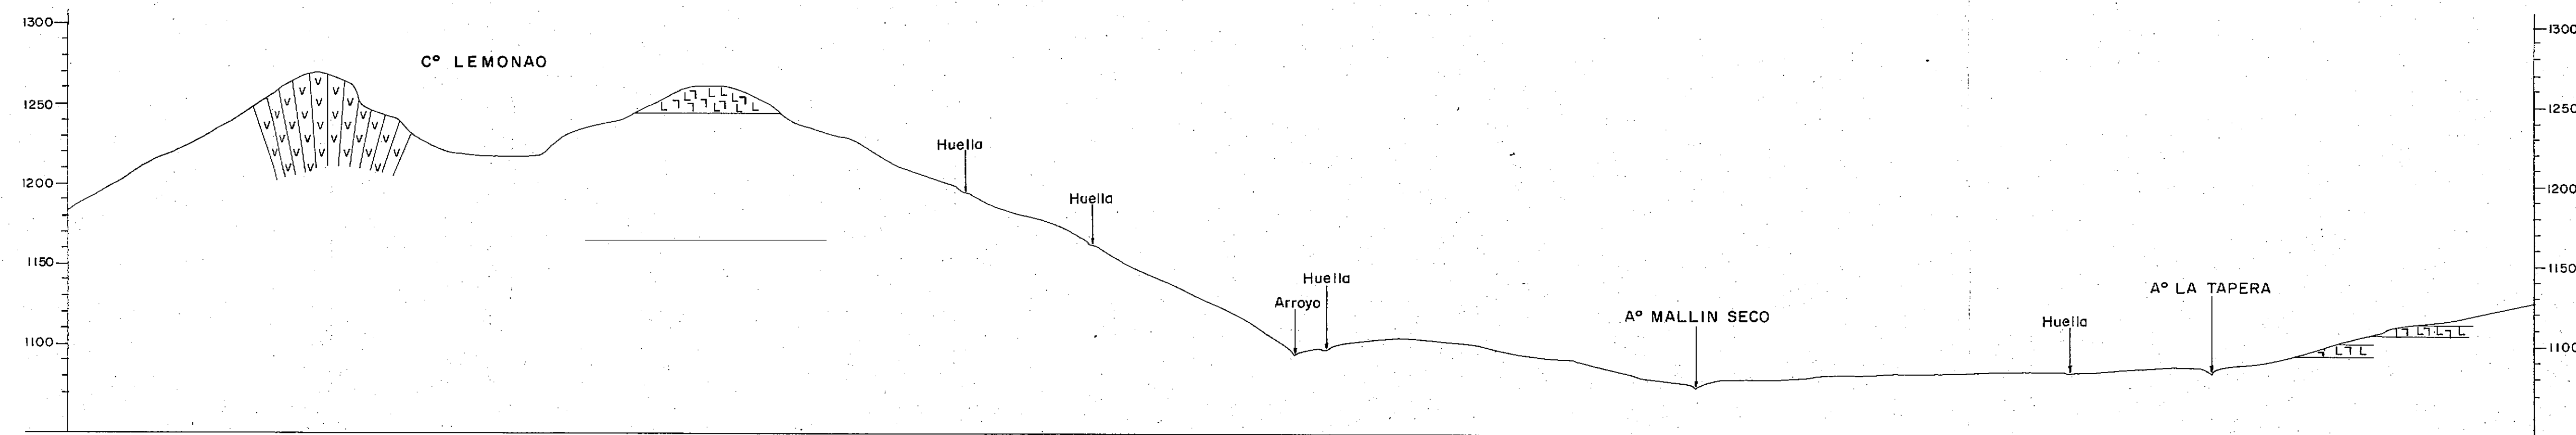 1300
1300
Cº LEMONAO
1250
1250
Huella
1200
1200
Huella
1150
1150
Huella
Arroyo
Aº LA TAPERA
Aº MALLIN SECO
Huella
1100
1100